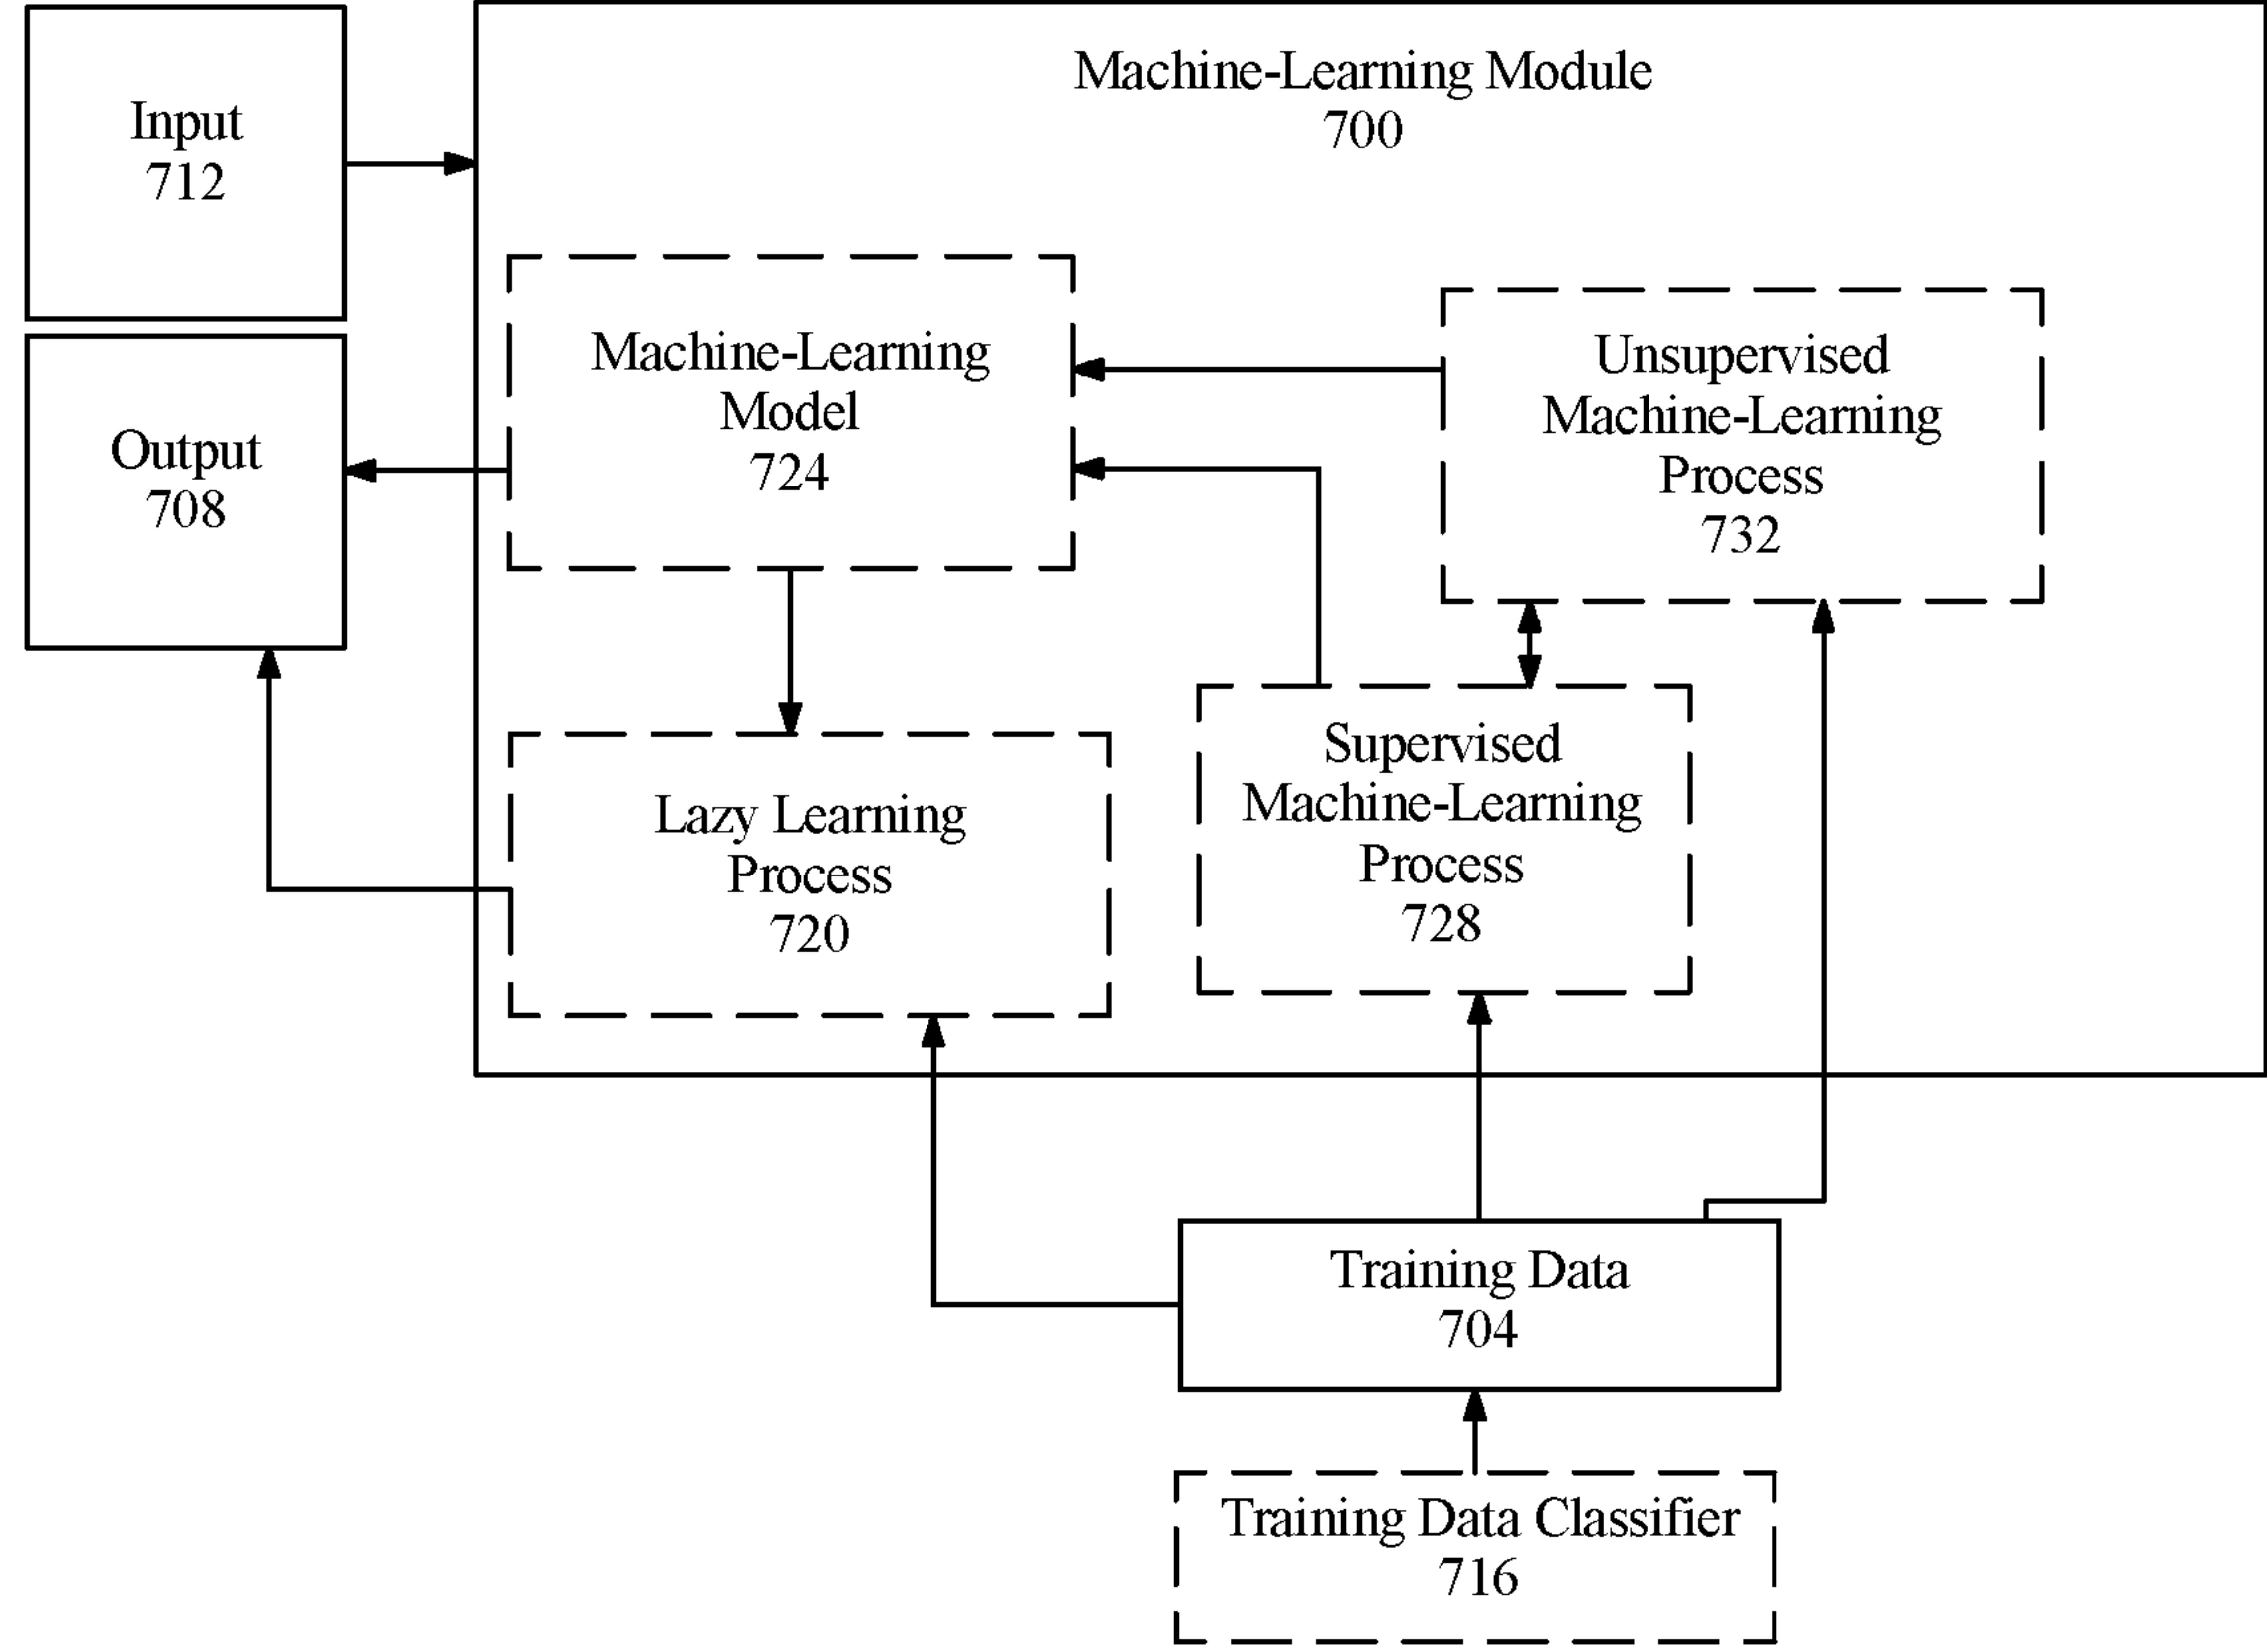 Machine-Learning Module
700
Input
712
Output
708
Machine-Learning
Model
724
Unsupervised
Machine-Learning
Process
732
Lazy Learning
Process
720
Supervised
Machine-Learning
Process
728
Training Data
704
Training Data Classifier
716